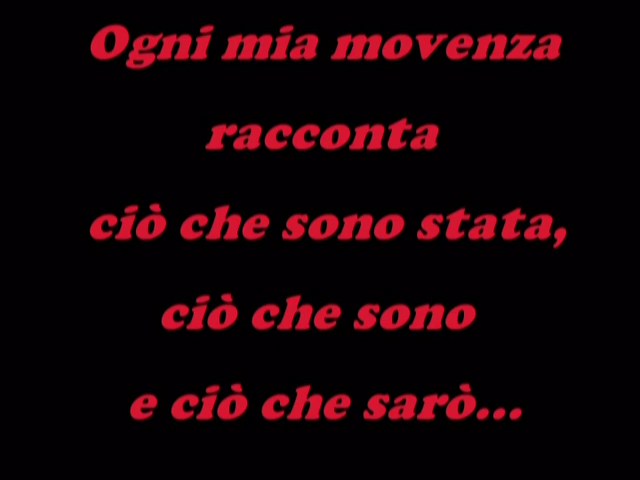 Ogni mia movenza
racconta
ciò che sono stata,
ciò che sono
e ciò che sarò...